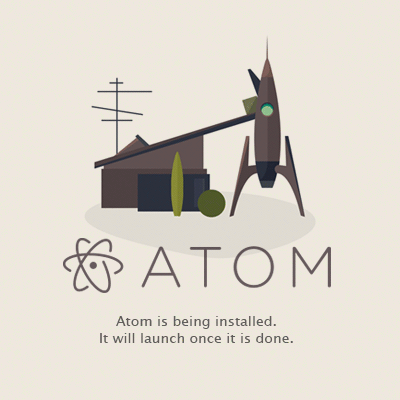 ATOM
Atom is being installed.
It will launch once it is done.